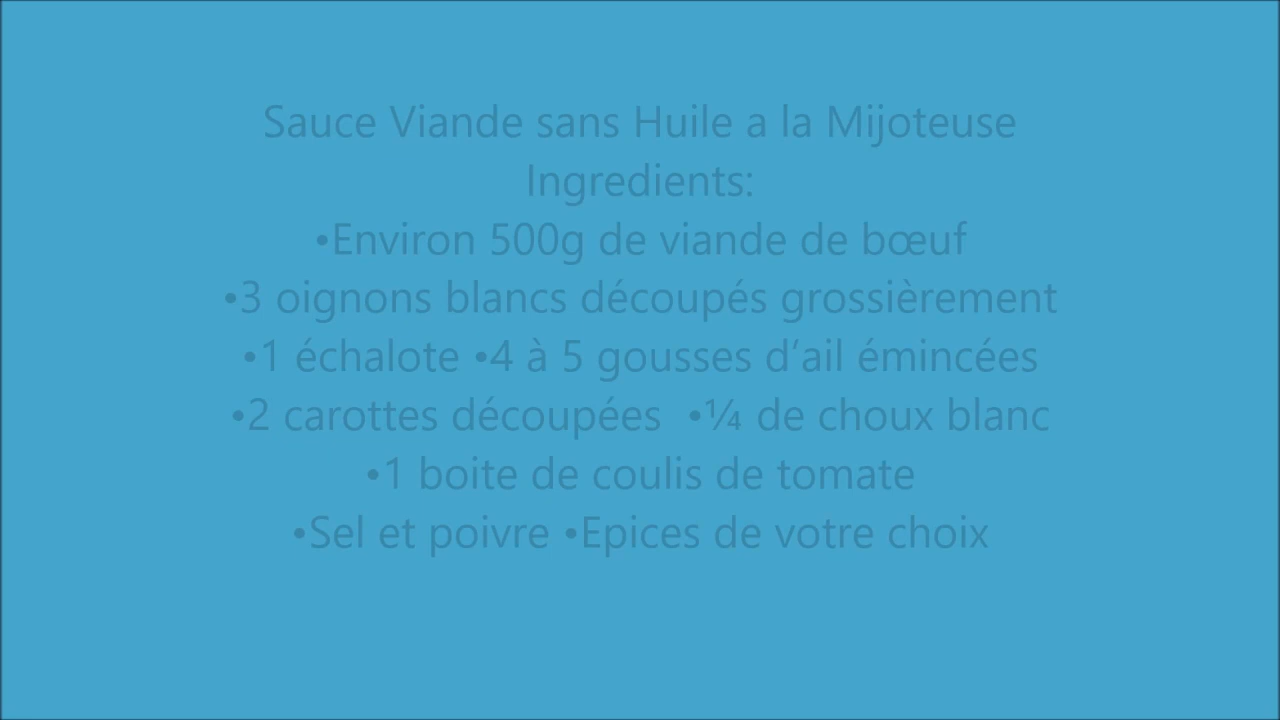 Sauce Viande sans Huile a la Mijoteuse
Ingredients:
•Environ 500g de viande de bœuf
•3 oignons blancs découpés grossièrement
•1 échalote •4 à 5 gousses d’ail émincées
•2 carottes découpées  •¼ de choux blanc
•1 boite de coulis de tomate
•Sel et poivre •Epices de votre choix